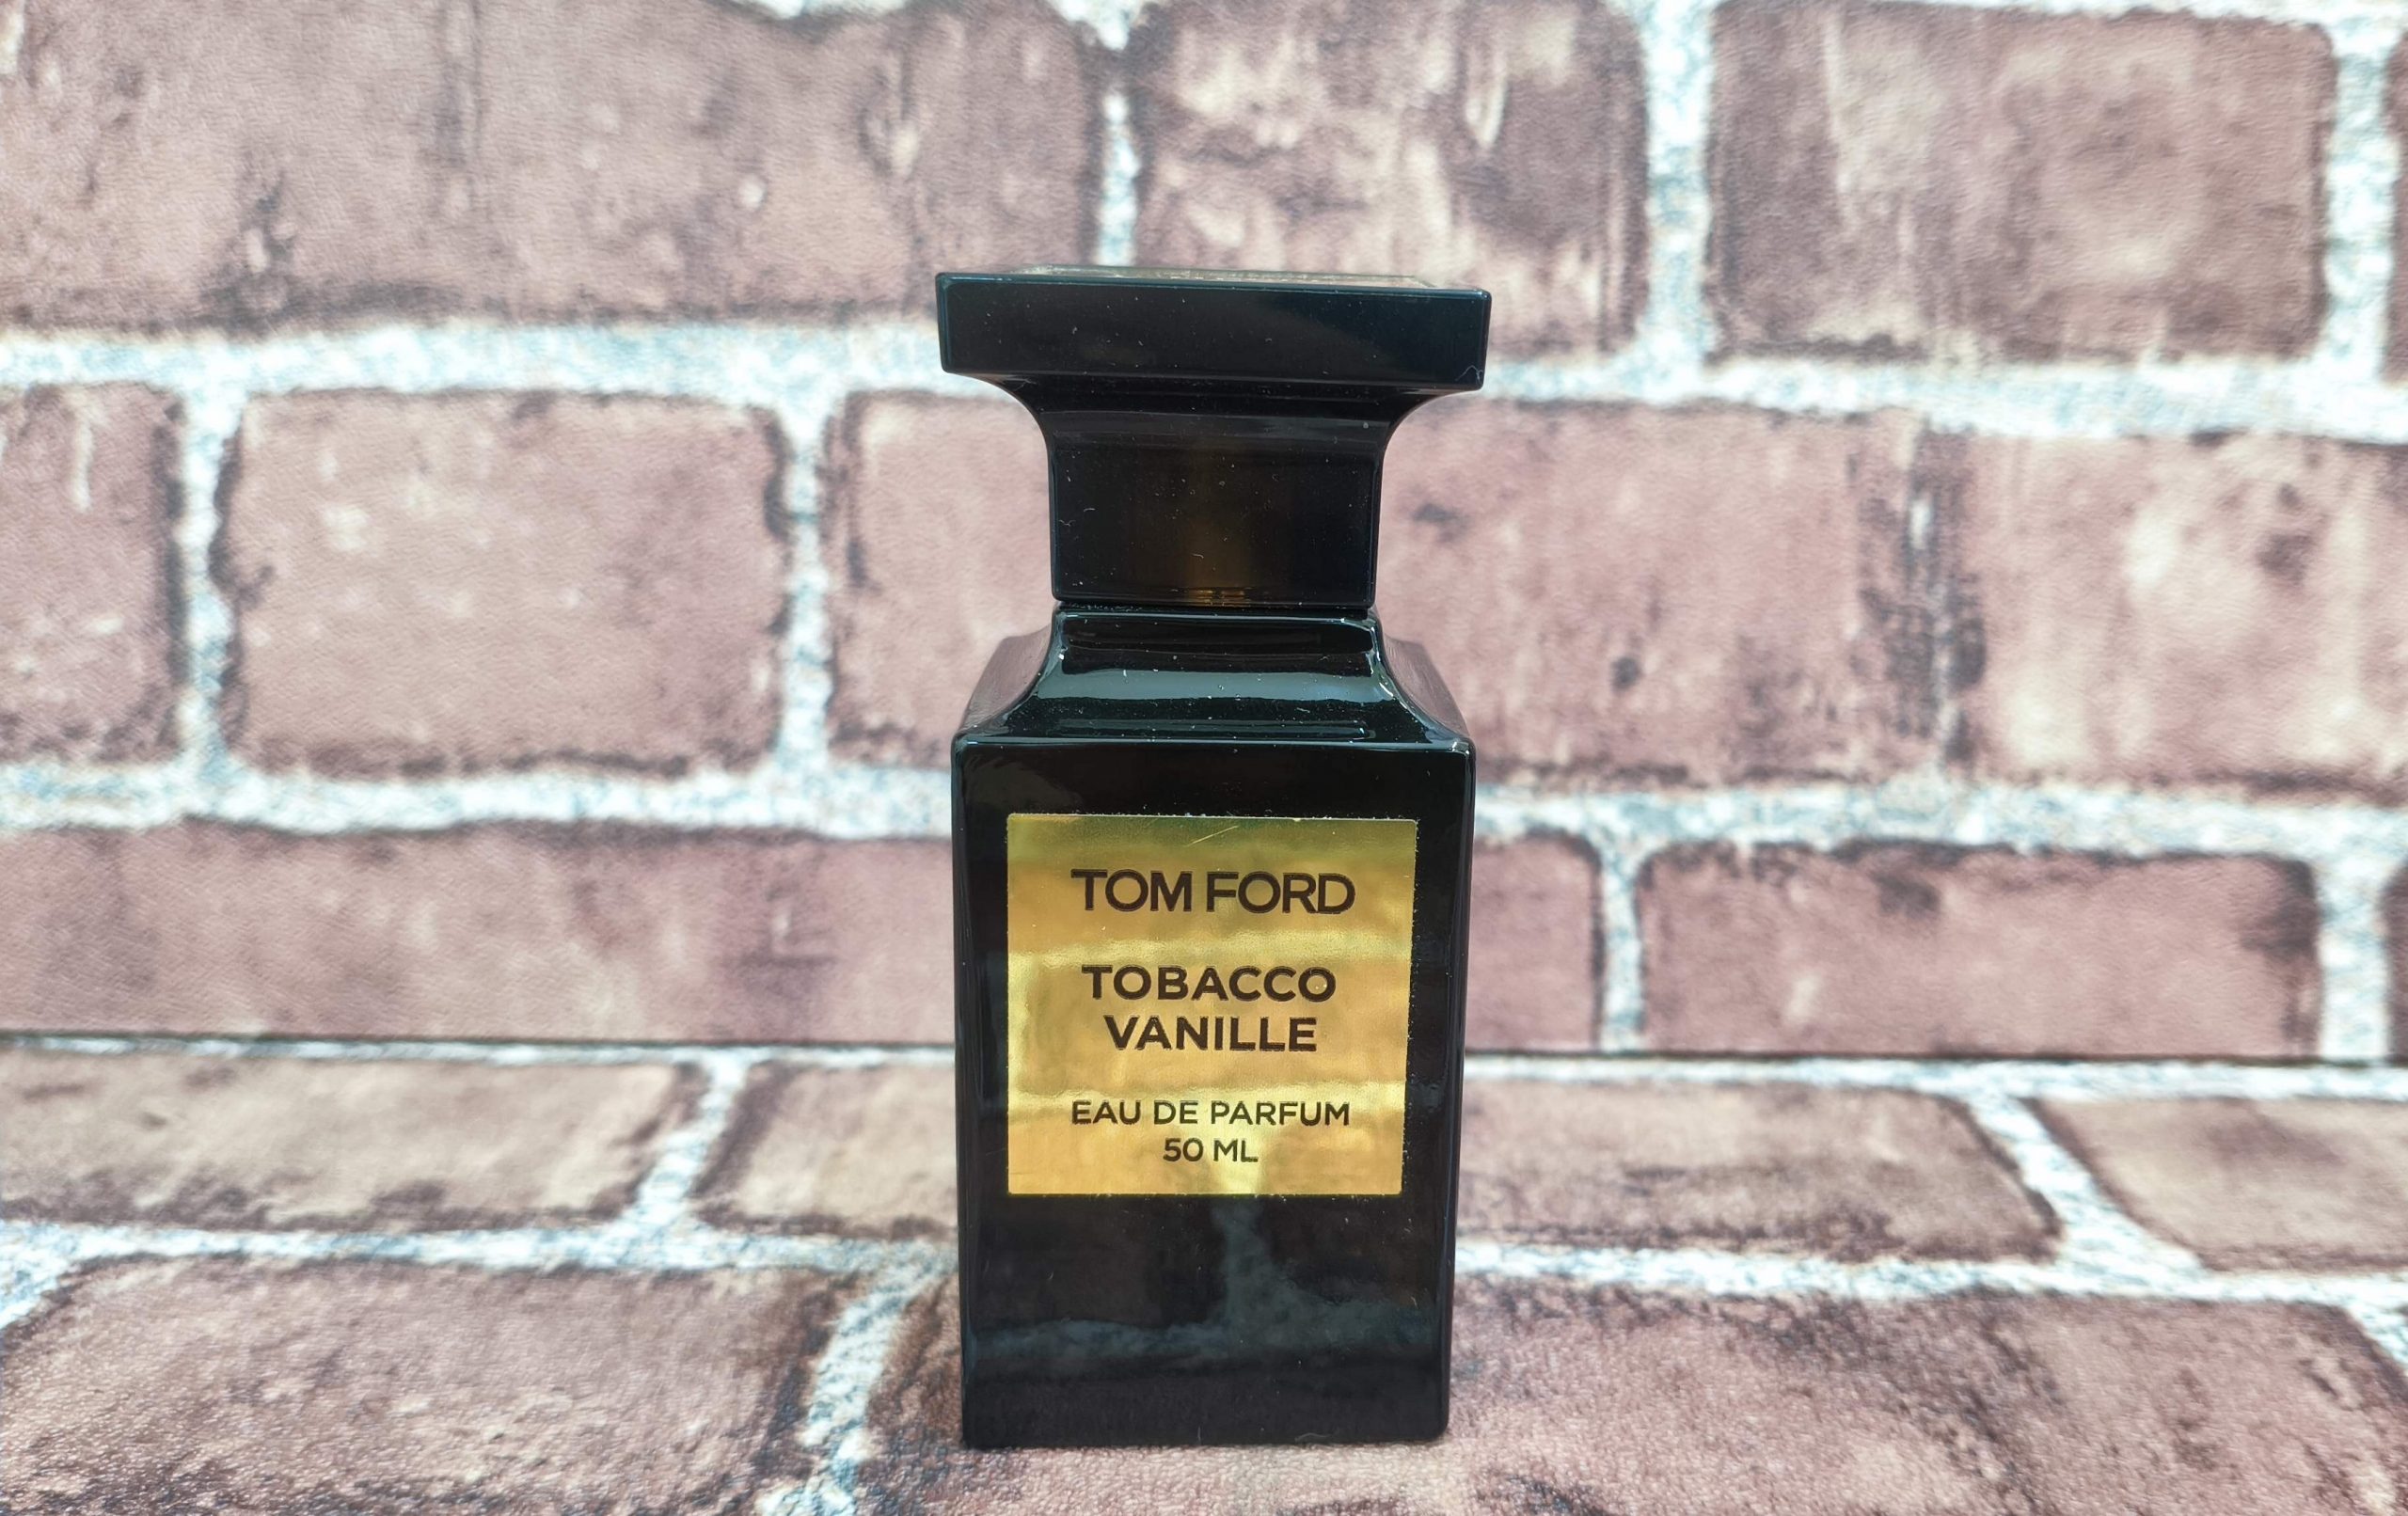 TOM FORD
TOBACCO
VANILLE
EAU DE PARFUM
50 ML